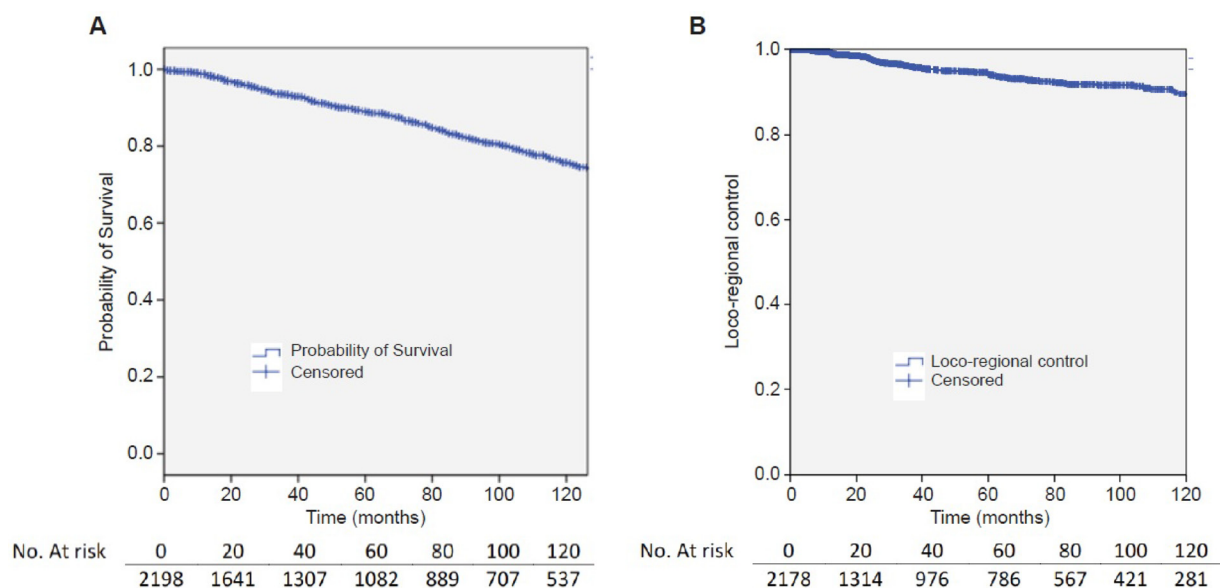 A
Probability of Survival
1.0
0.8
0.6
0.4
0.2
0.0
Probability of Survival
Censored
0 20 40 60 80 100 120
Time (months)
No. At risk 0 20 40 60 80 100 120
2198 1641 1307 1082 889 707 537
B
Loco-regional control
1.0
0.8
0.6
0.4
0.2
0.0
Loco-regional control
Censored
0 20 40 60 80 100 120
Time (months)
No. At risk 0 20 40 60 80 100 120
2178 1314 976 786 567 421 281